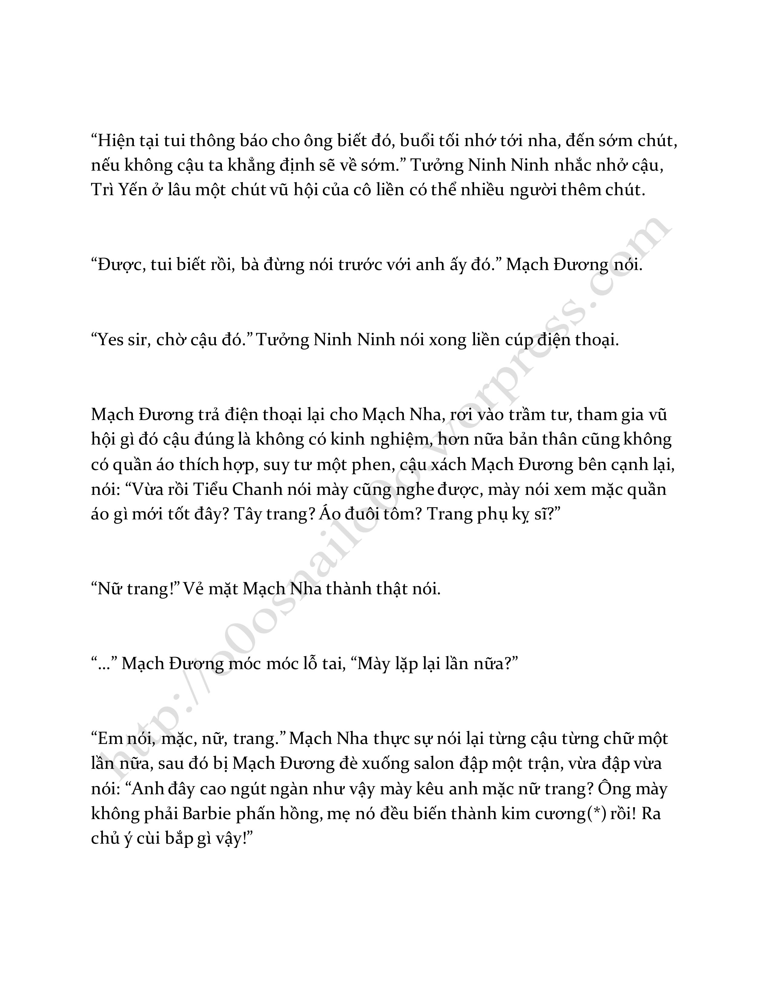 “Hiện tại tui thông báo cho ông biết đó, buổi tối nhớ tới nha, đến sớm chút,
nếu không cậu ta khẳng định sẽ về sớm.” Tưởng Ninh Ninh nhắc nhở cậu,
Trì Yến ở lâu một chút vũ hội của cô liền có thể nhiều người thêm chút.
“Được, tui biết rồi, bà đừng nói trước với anh ấy đó.” Mạch Đương nói.
“Yes sir, chờ cậu đó.” Tưởng Ninh Ninh nói xong liền cúp điện thoại.
Mạch Đương trả điện thoại lại cho Mạch Nha, rơi vào trầm tư, tham gia vũ
hội gì đó cậu đúng là không có kinh nghiệm, hơn nữa bản thân cũng không
có quần áo thích hợp, suy tư một phen, cậu xách Mạch Đương bên cạnh lại,
nói: “Vừa rồi Tiểu Chanh nói mày cũng nghe được, mày nói xem mặc quần
áo gì mới tốt đây? Tây trang? Áo đuôi tôm? Trang phụ kỵ sĩ?”
“Nữ trang!” Vẻ mặt Mạch Nha thành thật nói.
“…” Mạch Đương móc móc lỗ tai, “Mày lặp lại lần nữa?”
“Em nói, mặc, nữ, trang.” Mạch Nha thực sự nói lại từng cậu từng chữ một
lần nữa, sau đó bị Mạch Đương đè xuống salon đập một trận, vừa đập vừa
nói: “Anh đây cao ngút ngàn như vậy mày kêu anh mặc nữ trang? Ông mày
không phải Barbie phấn hồng, mẹ nó đều biến thành kim cương(*) rồi! Ra
chủ ý cùi bắp gì vậy!”
http://o0osnailo0o.worpress.com